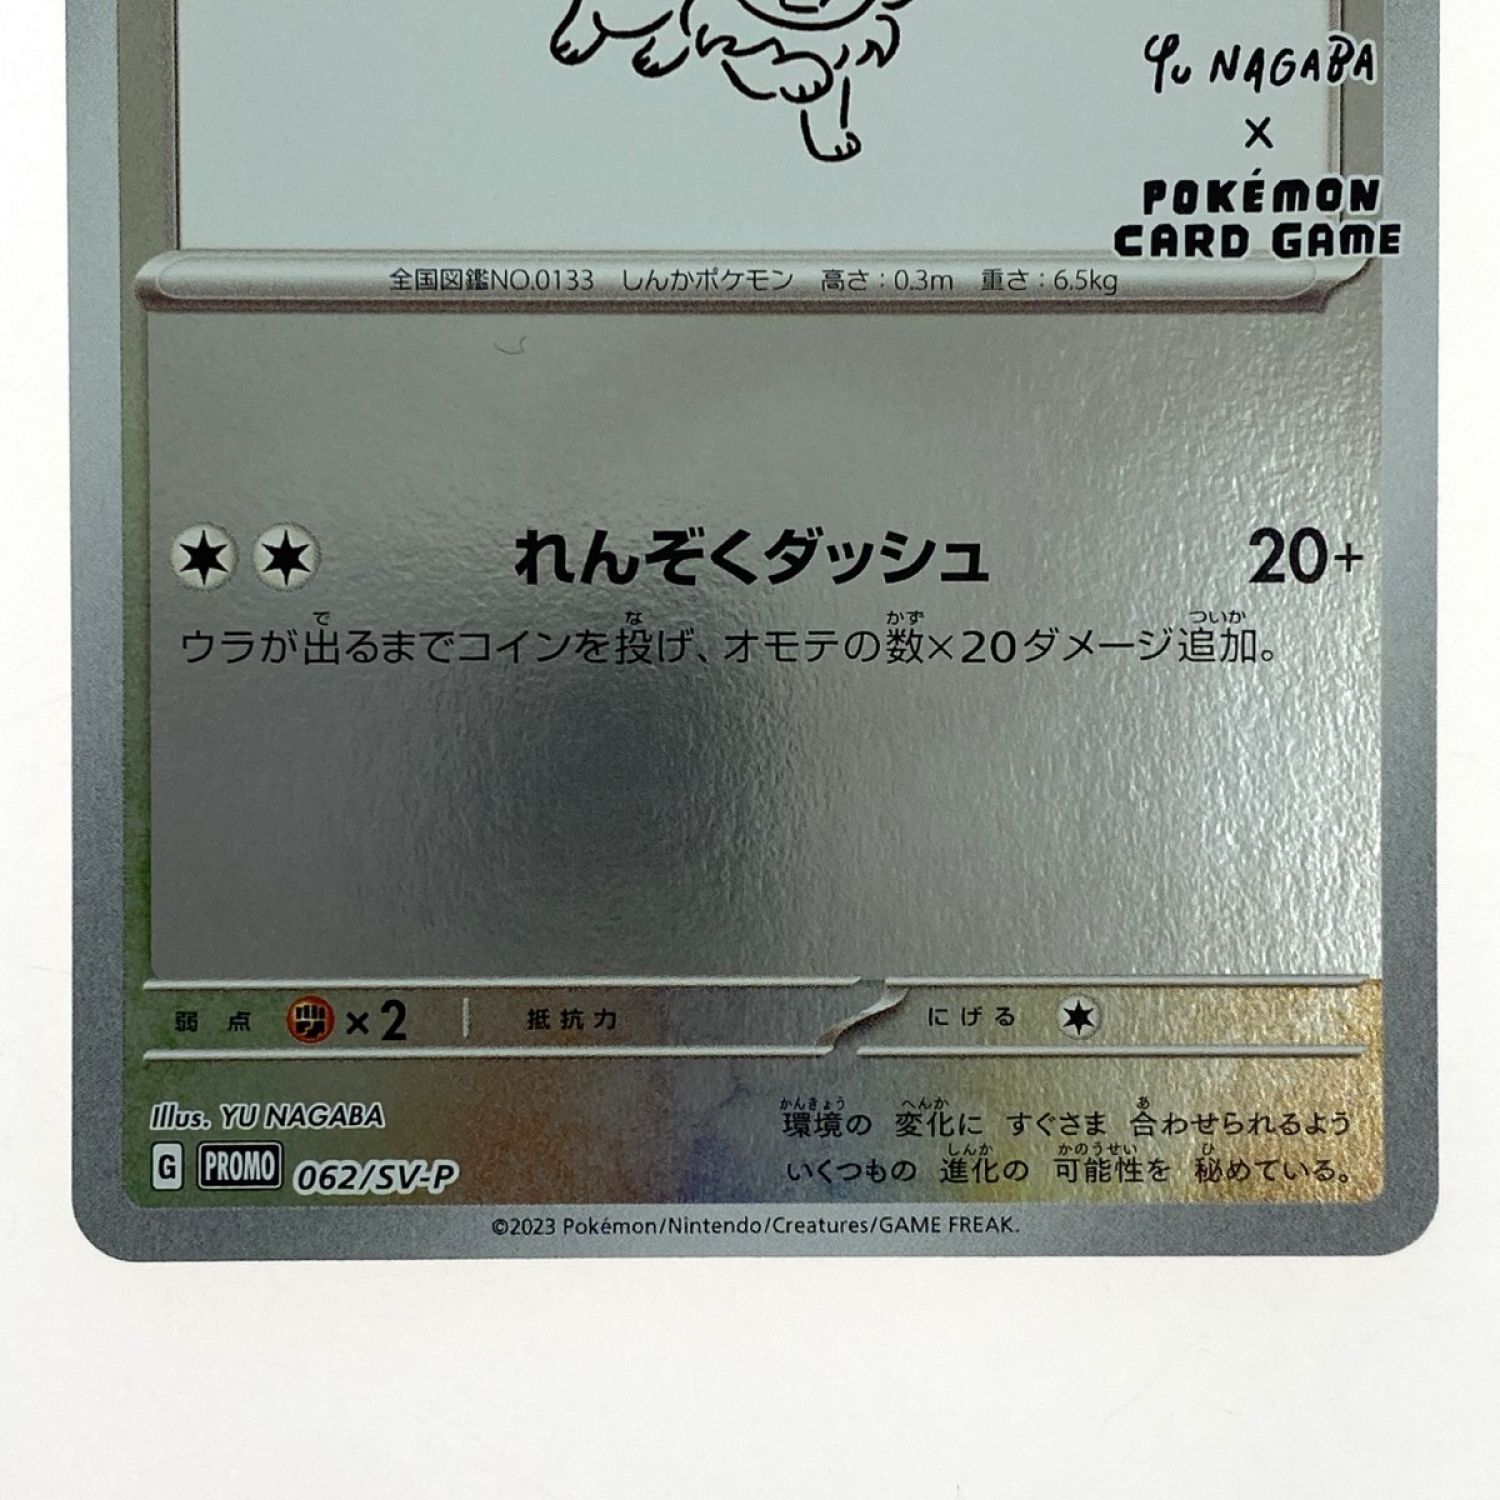 Yu NAGABA
×
POKÉMON
CARD GAME
全国図鑑NO.0133 しんかポケモン 高さ：0.3m 重さ：6.5kg
れんぞくダッシュ 20+
で な かず ついか
ウラが出るまでコインを投げ、オモテの数×20ダメージ追加。
弱点 ×2 抵抗力 にげる
Illus. YU NAGABA
かんきょう へんか あ
環境の 変化に すぐさま 合わせられるよう
しんか かのうせい ひ
いくつもの 進化の 可能性を 秘めている。
G PROMO 062/SV-P
©2023 Pokémon/Nintendo/Creatures/GAME FREAK.